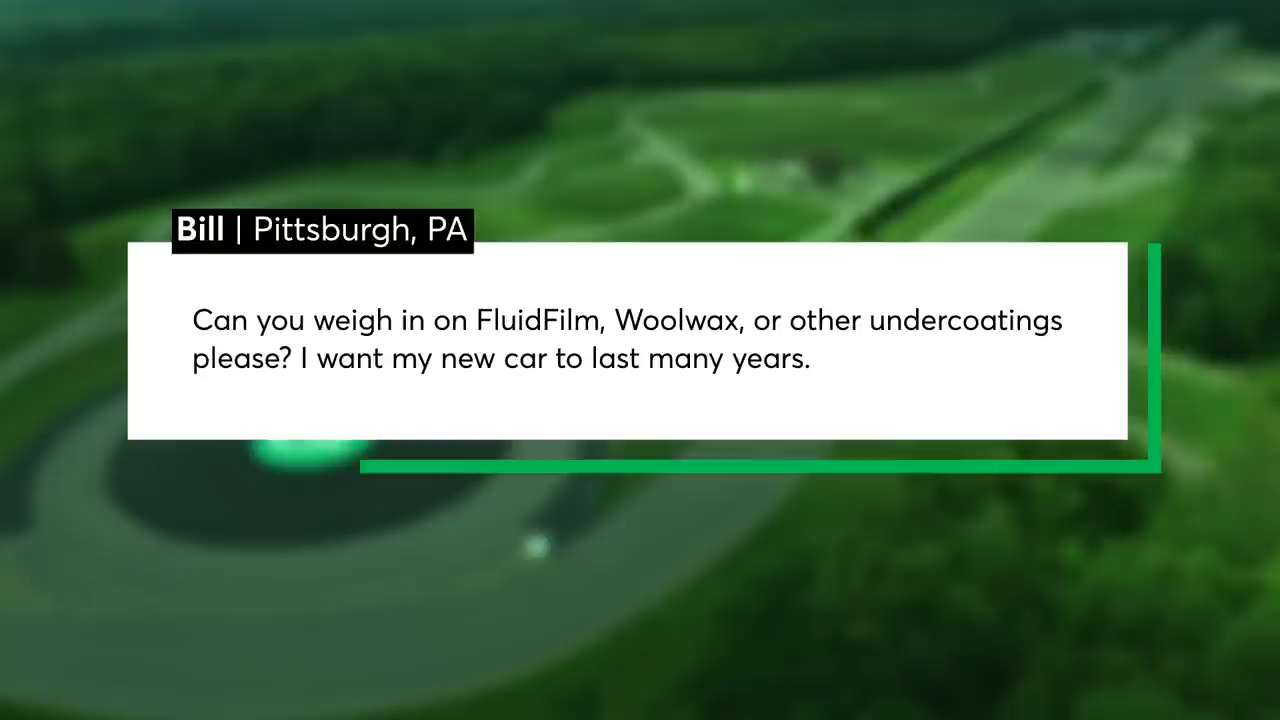 Bill | Pittsburgh, PA
Can you weigh in on FluidFilm, Woolwax, or other undercoatings
please? I want my new car to last many years.